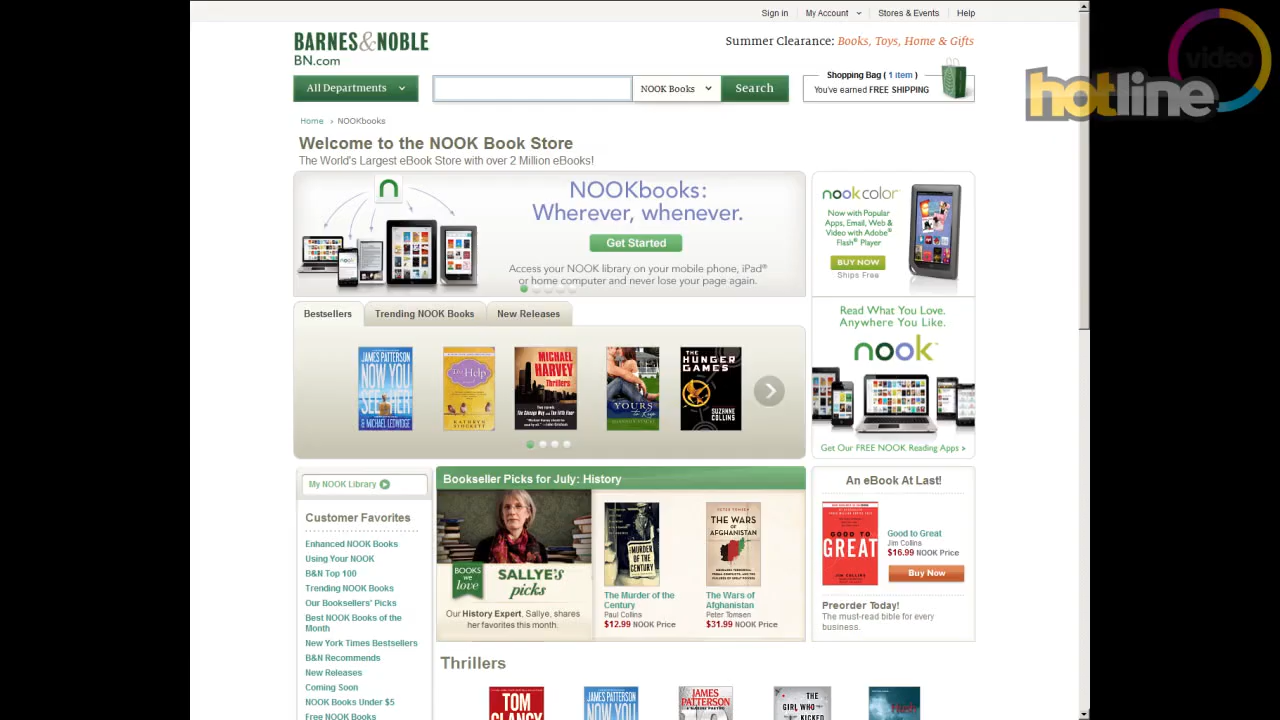 Sign in My Account Stores & Events Help
BARNES&NOBLE
BN.com
Summer Clearance: Books, Toys, Home & Gifts
All Departments
NOOK Books
Search
Shopping Bag ( 1 item )
You've earned FREE SHIPPING
video
hotline
Home › NOOKbooks
Welcome to the NOOK Book Store
The World's Largest eBook Store with over 2 Million eBooks!
n
nook
NOOKbooks:
Wherever, whenever.
Get Started
Access your NOOK library on your mobile phone, iPad®
or home computer and never lose your page again.
nookcolor™
Now with Popular
Apps, Email, Web &
Video with Adobe®
Flash® Player
BUY NOW
Ships Free
Read What You Love.
Anywhere You Like.
nook™
Get Our FREE NOOK Reading Apps >
Bestsellers Trending NOOK Books New Releases
JAMES PATTERSON
NOW YOU
SEE HER
& MICHAEL LEDWIDGE
The Help
KATHRYN
STOCKETT
MICHAEL
HARVEY
Thrillers
YOURS
THE
HUNGER
GAMES
SUZANNE
COLLINS
My NOOK Library
Customer Favorites
Enhanced NOOK Books
Using Your NOOK
B&N Top 100
Trending NOOK Books
Our Booksellers' Picks
Best NOOK Books of the
Month
New York Times Bestsellers
B&N Recommends
New Releases
Coming Soon
NOOK Books Under $5
Free NOOK Books
Bookseller Picks for July: History
BOOKS
we
love
SALLYE's
picks
Our History Expert, Sallye, shares
her favorites this month.
THE
MURDER
OF THE
CENTURY
The Murder of the
Century
Paul Collins
$12.99 NOOK Price
PETER TOMSEN
THE WARS
OF
AFGHANISTAN
The Wars of
Afghanistan
Peter Tomsen
$31.99 NOOK Price
An eBook At Last!
GOOD TO
GREAT
JIM COLLINS
Good to Great
Jim Collins
$16.99 NOOK Price
Buy Now
Preorder Today!
The must-read bible for every
business.
Thrillers
TOM
CLANCY
JAMES PATTERSON
NOW YOU
JAMES
PATTERSON
THE
GIRL WHO
KICKED